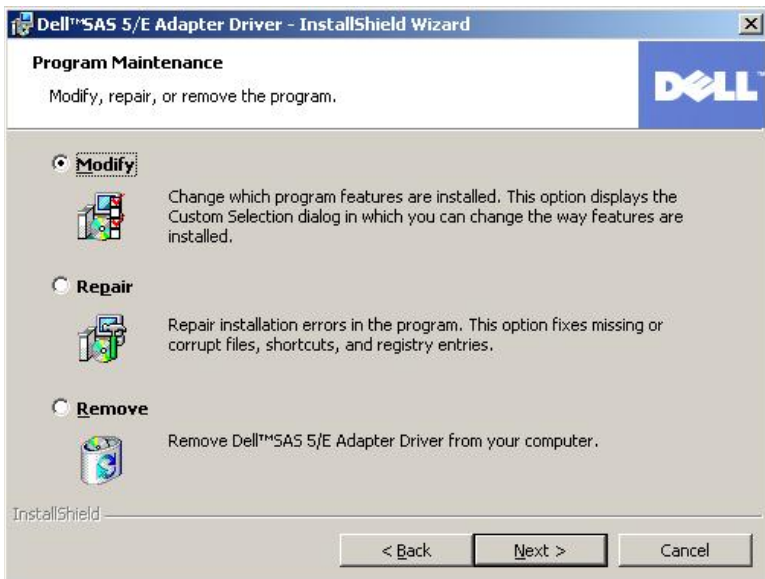 Dell™SAS 5/E Adapter Driver - InstallShield Wizard
Program Maintenance
Modify, repair, or remove the program.
DELL™
Modify
Change which program features are installed. This option displays the
Custom Selection dialog in which you can change the way features are
installed.
Repair
Repair installation errors in the program. This option fixes missing or
corrupt files, shortcuts, and registry entries.
Remove
Remove Dell™SAS 5/E Adapter Driver from your computer.
InstallShield
< Back
Next >
Cancel